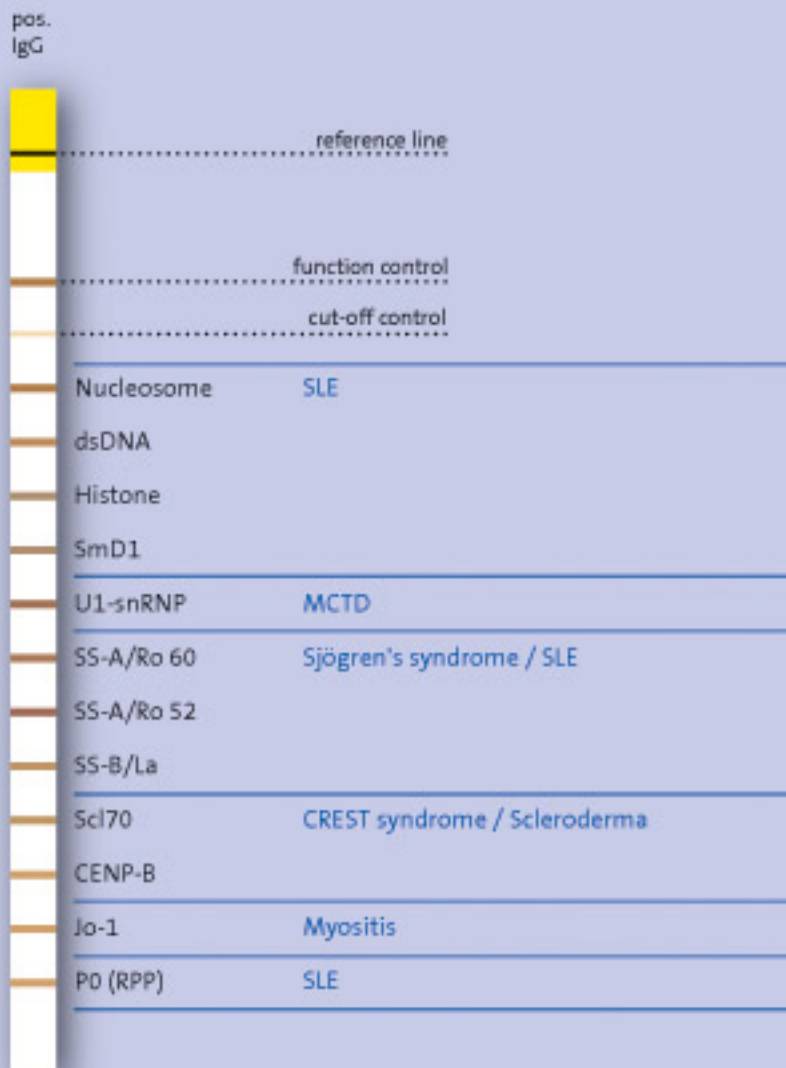 pos.
IgG
reference line
function control
cut-off control
Nucleosome SLE
dsDNA
Histone
SmD1
U1-snRNP MCTD
SS-A/Ro 60 Sjögren's syndrome / SLE
SS-A/Ro 52
SS-B/La
Scl70 CREST syndrome / Scleroderma
CENP-B
Jo-1 Myositis
P0 (RPP) SLE